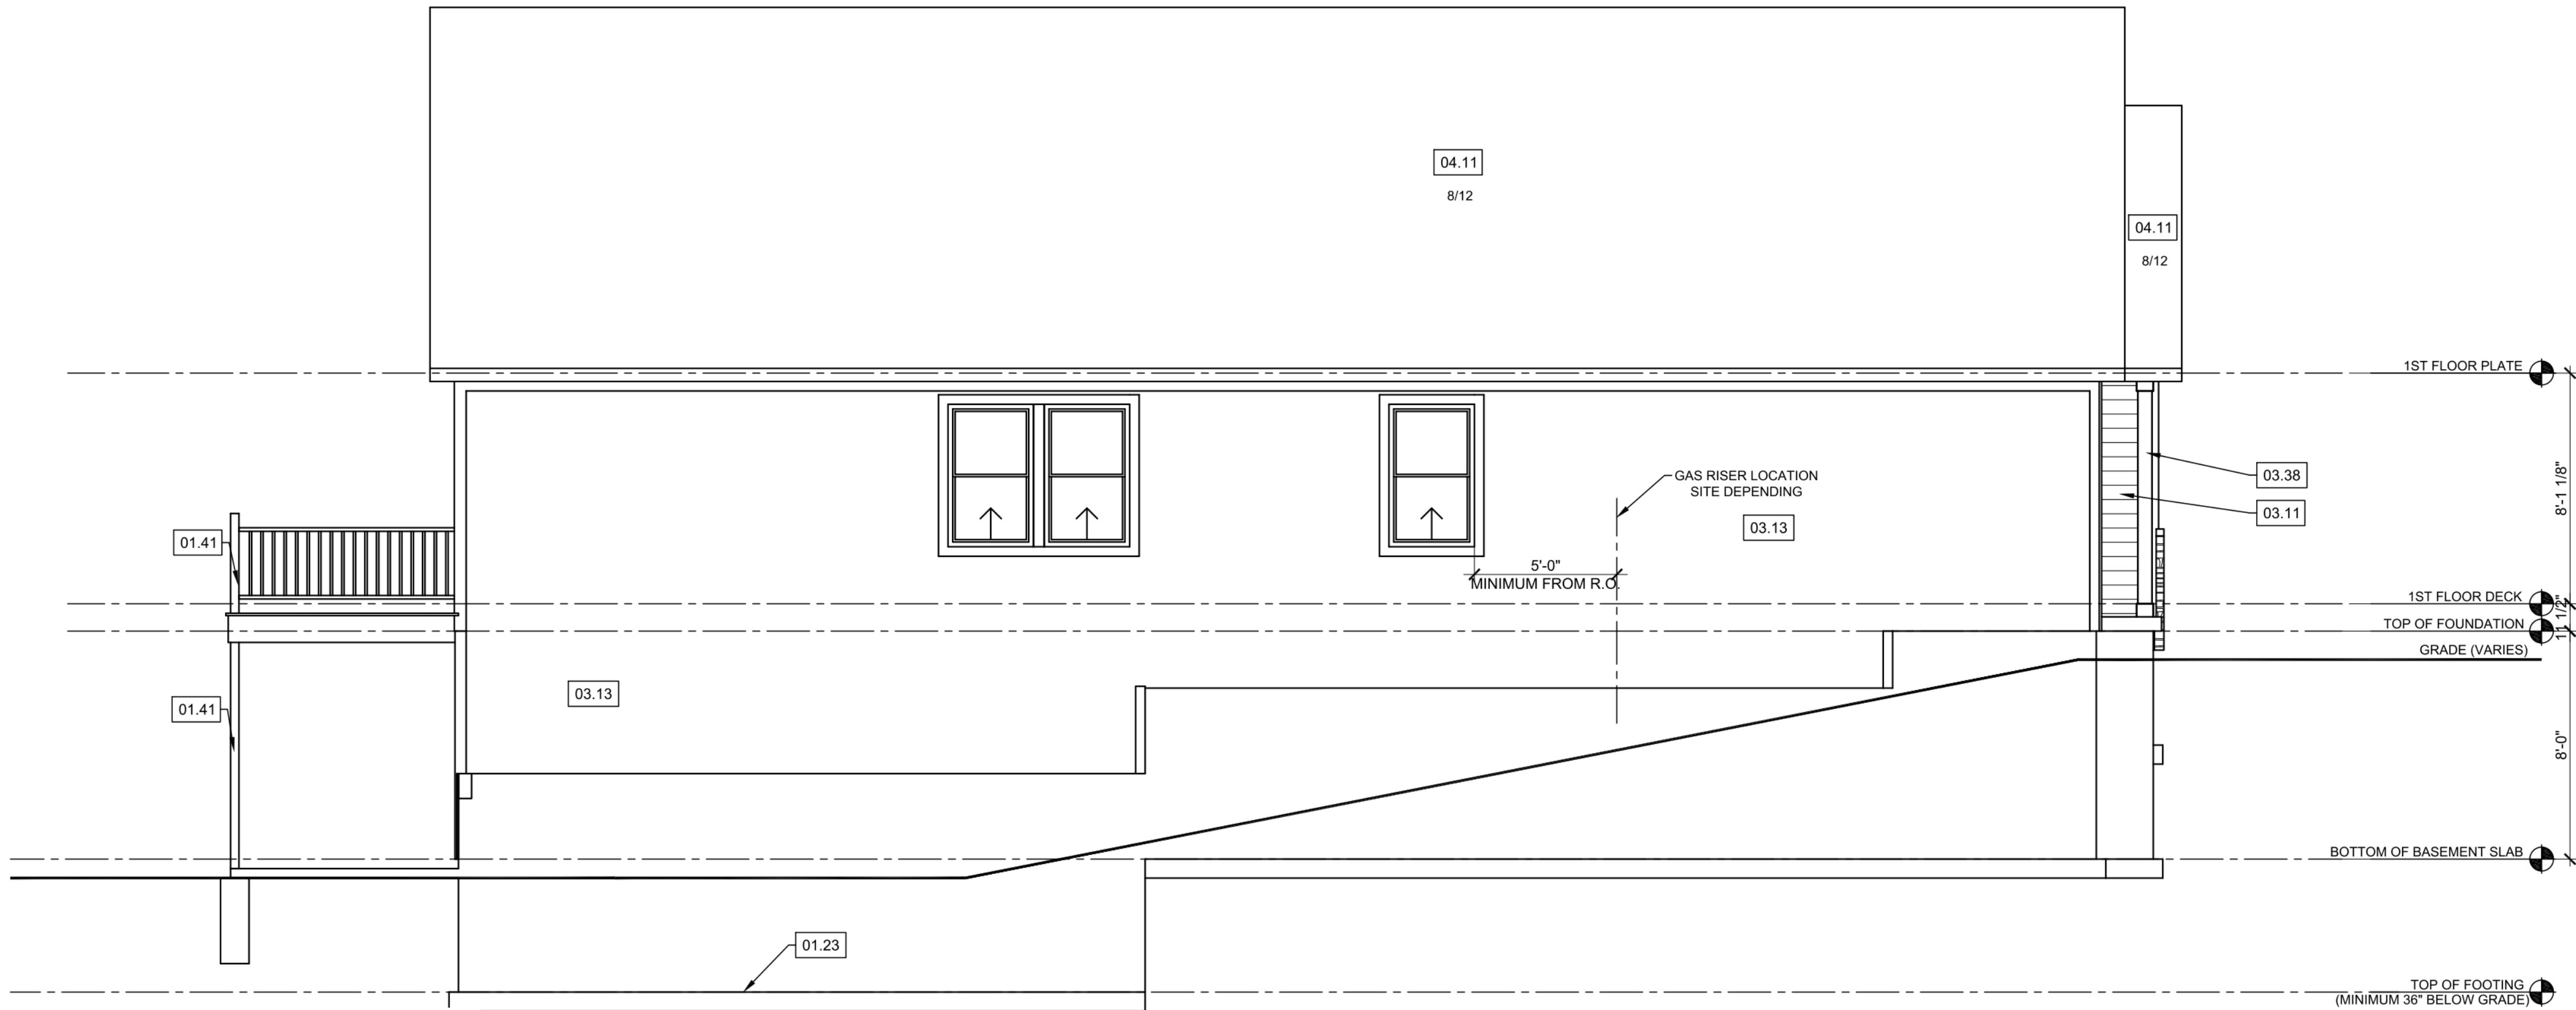 04.11
8/12
04.11
8/12
1ST FLOOR PLATE
03.38
03.11
8'-1 1/8"
GAS RISER LOCATION
SITE DEPENDING
03.13
01.41
5'-0"
MINIMUM FROM R.O.
1ST FLOOR DECK
11 1/2"
TOP OF FOUNDATION
GRADE (VARIES)
03.13
01.41
8'-0"
BOTTOM OF BASEMENT SLAB
01.23
TOP OF FOOTING
(MINIMUM 36" BELOW GRADE)